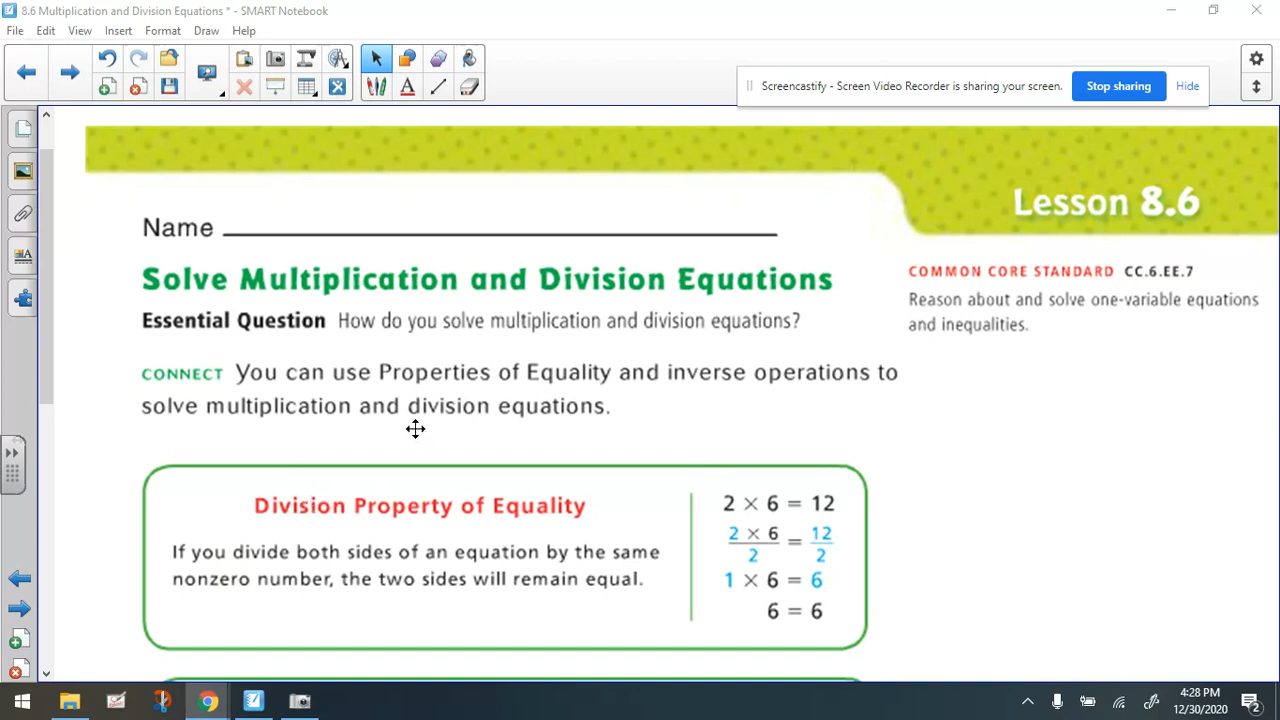 8.6 Multiplication and Division Equations * - SMART Notebook
File Edit View Insert Format Draw Help
Screencastify - Screen Video Recorder is sharing your screen. Stop sharing Hide
Lesson 8.6
Name
Solve Multiplication and Division Equations
COMMON CORE STANDARD CC.6.EE.7
Essential Question How do you solve multiplication and division equations?
Reason about and solve one-variable equations
and inequalities.
CONNECT You can use Properties of Equality and inverse operations to
solve multiplication and division equations.
Division Property of Equality
If you divide both sides of an equation by the same
nonzero number, the two sides will remain equal.
2 × 6 = 12
2 × 6 / 2 = 12 / 2
1 × 6 = 6
6 = 6
4:28 PM
12/30/2020
2